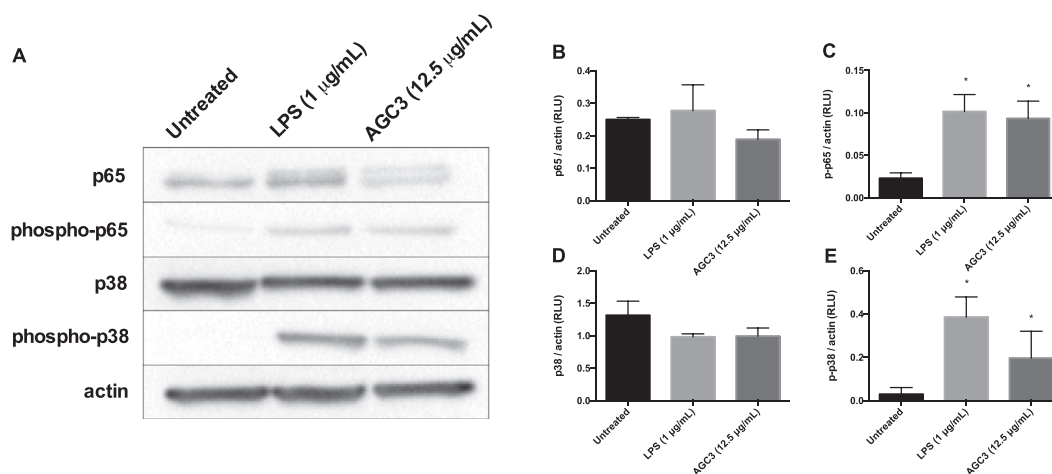 A
Untreated
LPS (1 µg/mL)
AGC3 (12.5 µg/mL)
p65
phospho-p65
p38
phospho-p38
actin
B
p65 / actin (RLU)
0.4
0.3
0.2
0.1
0.0
Untreated
LPS (1 µg/mL)
AGC3 (12.5 µg/mL)
C
p-p65 / actin (RLU)
0.15
0.10
0.05
0.00
*
*
Untreated
LPS (1 µg/mL)
AGC3 (12.5 µg/mL)
D
p38 / actin (RLU)
2.0
1.5
1.0
0.5
0.0
Untreated
LPS (1 µg/mL)
AGC3 (12.5 µg/mL)
E
p-p38 / actin (RLU)
0.6
0.4
0.2
0.0
*
*
Untreated
LPS (1 µg/mL)
AGC3 (12.5 µg/mL)